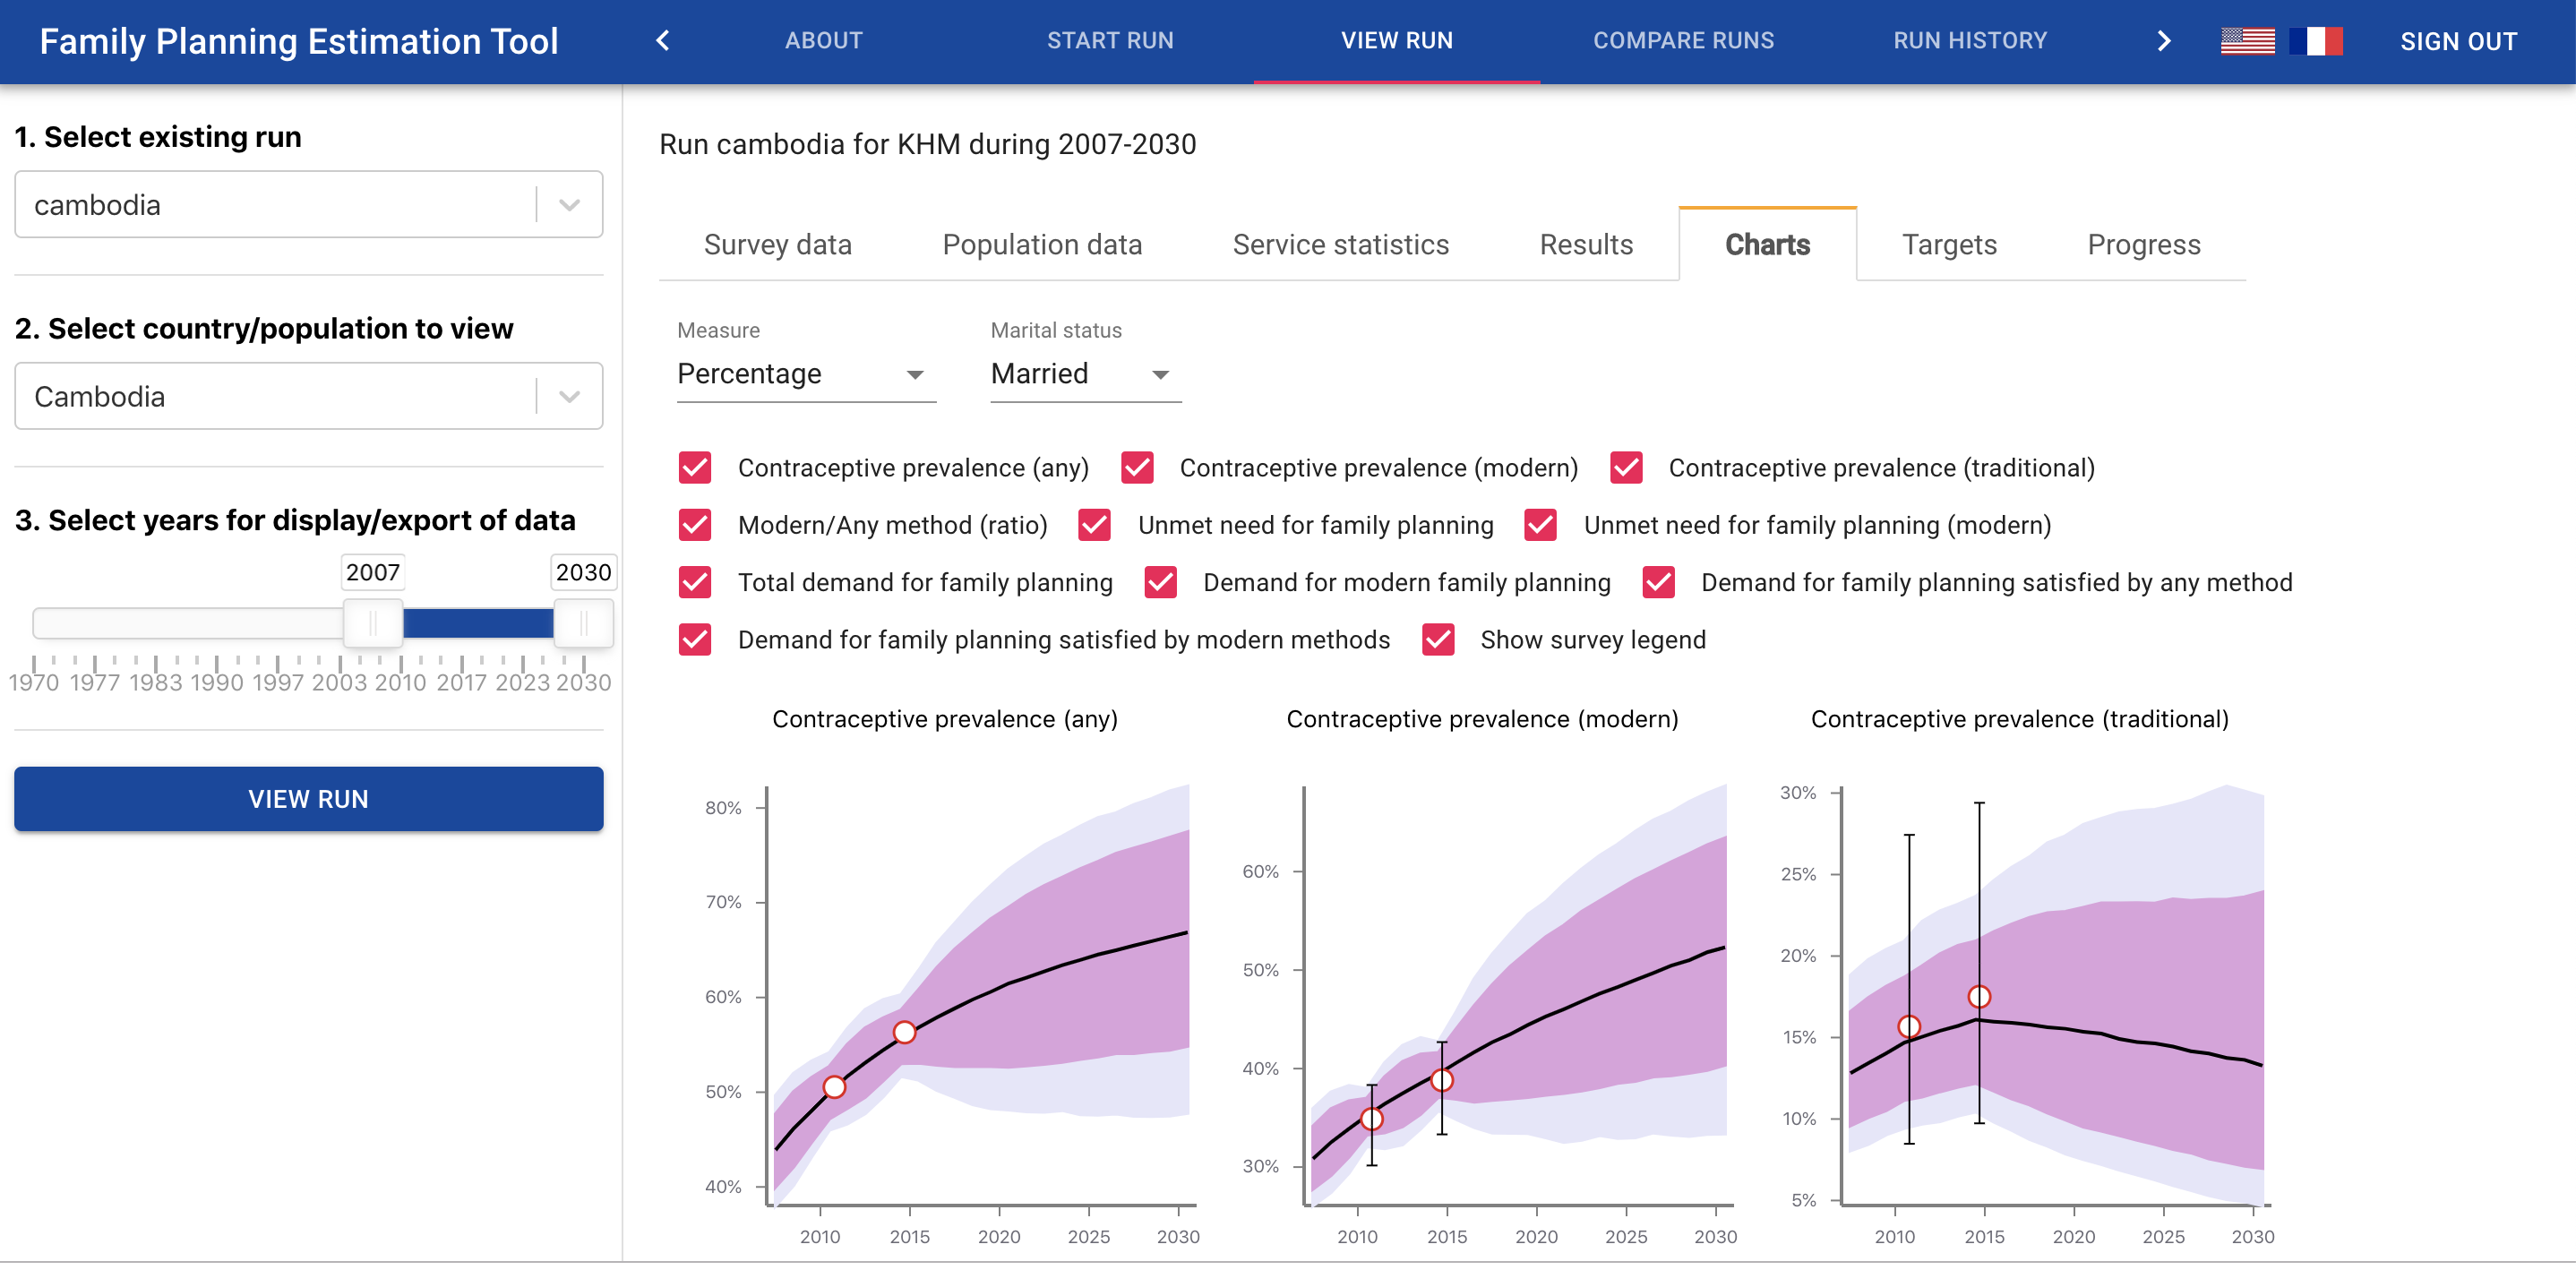 Family Planning Estimation Tool
ABOUT START RUN VIEW RUN COMPARE RUNS RUN HISTORY SIGN OUT
1. Select existing run
cambodia
2. Select country/population to view
Cambodia
3. Select years for display/export of data
2007 2030
1970 1977 1983 1990 1997 2003 2010 2017 2023 2030
VIEW RUN
Run cambodia for KHM during 2007-2030
Survey data Population data Service statistics Results Charts Targets Progress
Measure Marital status
Percentage Married
Contraceptive prevalence (any) Contraceptive prevalence (modern) Contraceptive prevalence (traditional)
Modern/Any method (ratio) Unmet need for family planning Unmet need for family planning (modern)
Total demand for family planning Demand for modern family planning Demand for family planning satisfied by any method
Demand for family planning satisfied by modern methods Show survey legend
Contraceptive prevalence (any)
80%
70%
60%
50%
40%
2010 2015 2020 2025 2030
Contraceptive prevalence (modern)
60%
50%
40%
30%
2010 2015 2020 2025 2030
Contraceptive prevalence (traditional)
30%
25%
20%
15%
10%
5%
2010 2015 2020 2025 2030